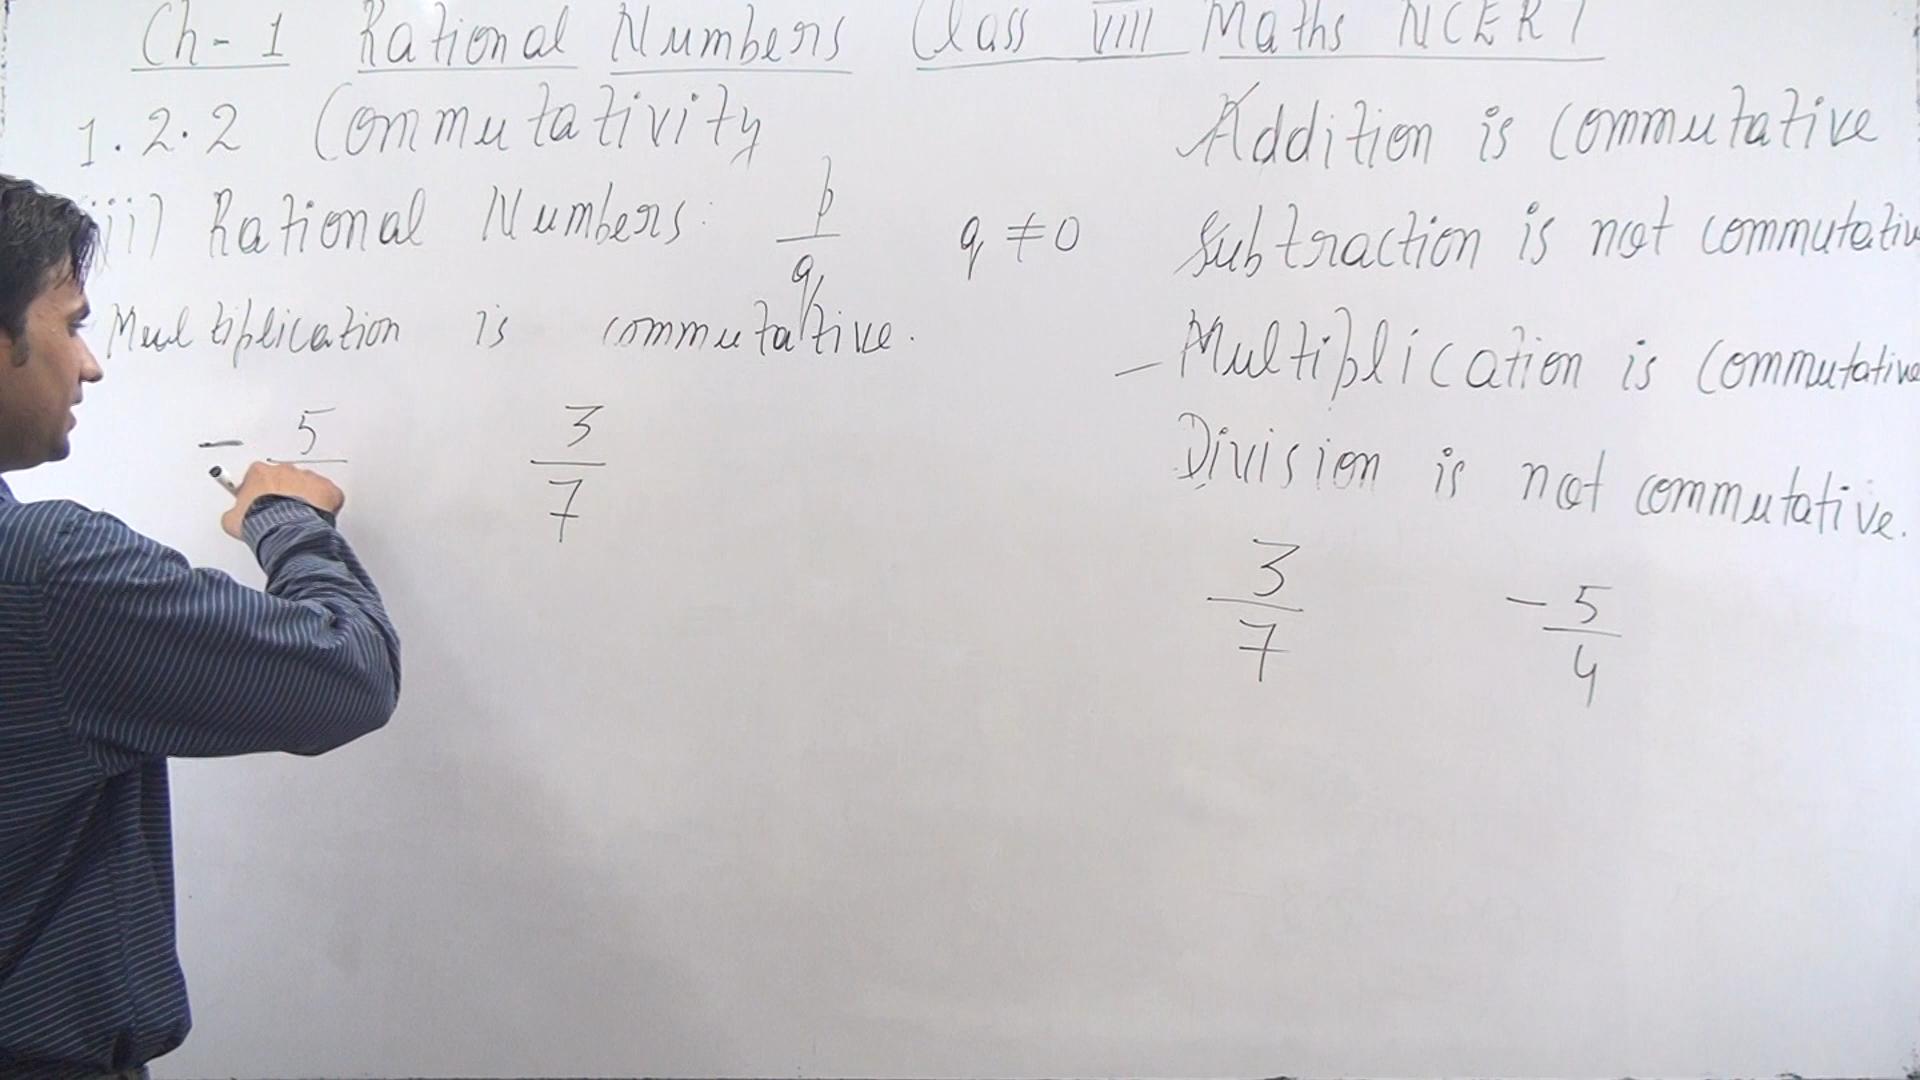 Ch-1 Rational Numbers Class VIII Maths NCERT
1.2.2 Commutativity
iii) Rational Numbers: p/q q ≠ 0
Multiplication is commutative.
- 5 3/7
Addition is commutative
Subtraction is not commutative
- Multiplication is commutative
Division is not commutative.
3/7 -5/4